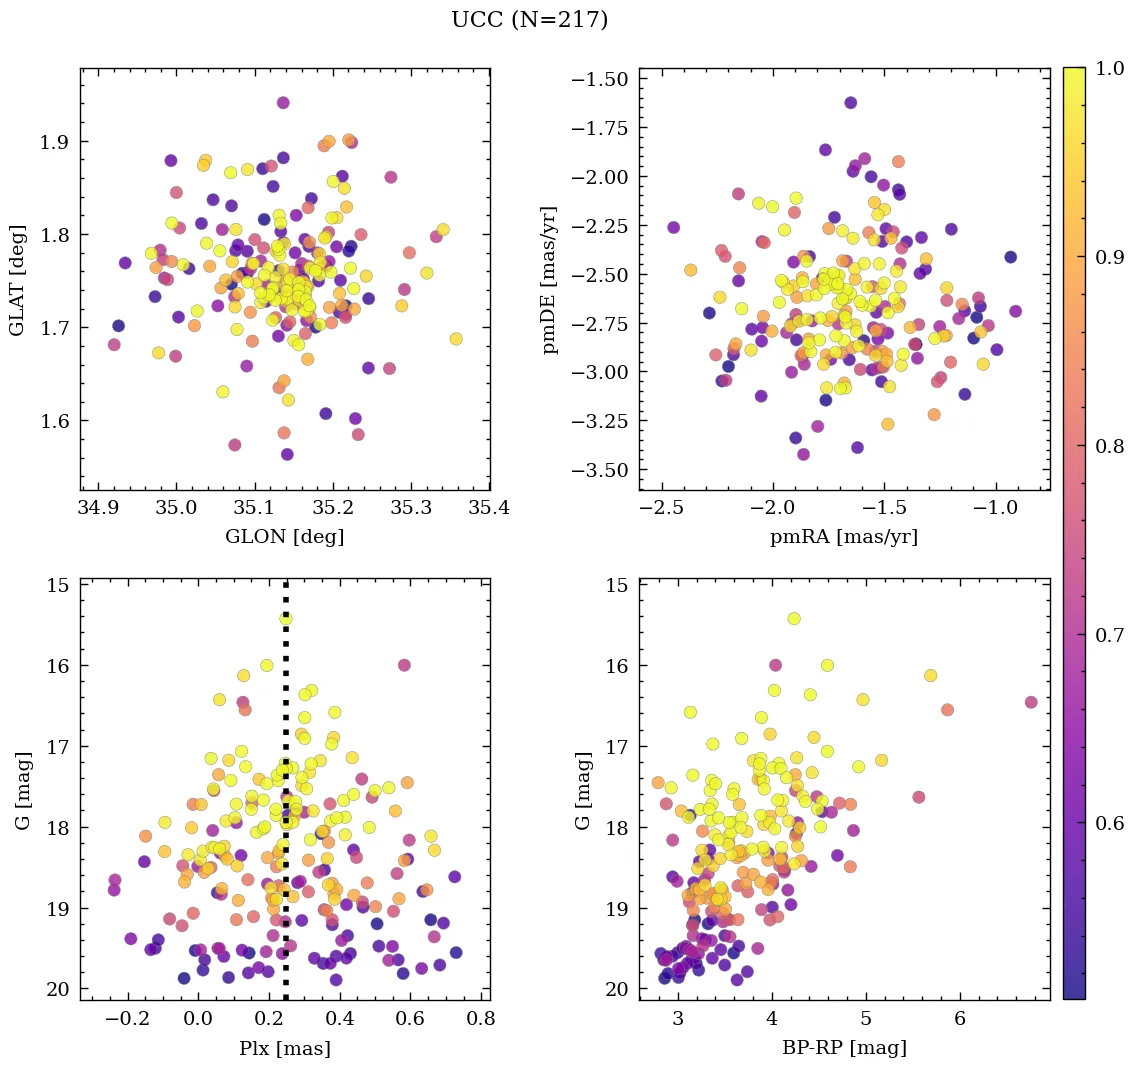 UCC (N=217)
1.9
1.8
1.7
1.6
GLAT [deg]
34.9 35.0 35.1 35.2 35.3 35.4
GLON [deg]
−1.50
−1.75
−2.00
−2.25
−2.50
−2.75
−3.00
−3.25
−3.50
pmDE [mas/yr]
−2.5 −2.0 −1.5 −1.0
pmRA [mas/yr]
1.0
0.9
0.8
0.7
0.6
15
16
17
18
19
20
G [mag]
−0.2 0.0 0.2 0.4 0.6 0.8
Plx [mas]
15
16
17
18
19
20
G [mag]
3 4 5 6
BP-RP [mag]